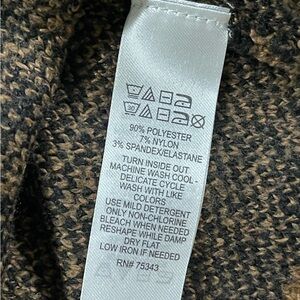 30
90% POLYESTER
7% NYLON
3% SPANDEX/ELASTANE
TURN INSIDE OUT
MACHINE WASH COOL
DELICATE CYCLE
WASH WITH LIKE
COLORS
USE MILD DETERGENT
ONLY NON-CHLORINE
BLEACH WHEN NEEDED
RESHAPE WHILE DAMP
DRY FLAT
LOW IRON IF NEEDED
RN# 75343